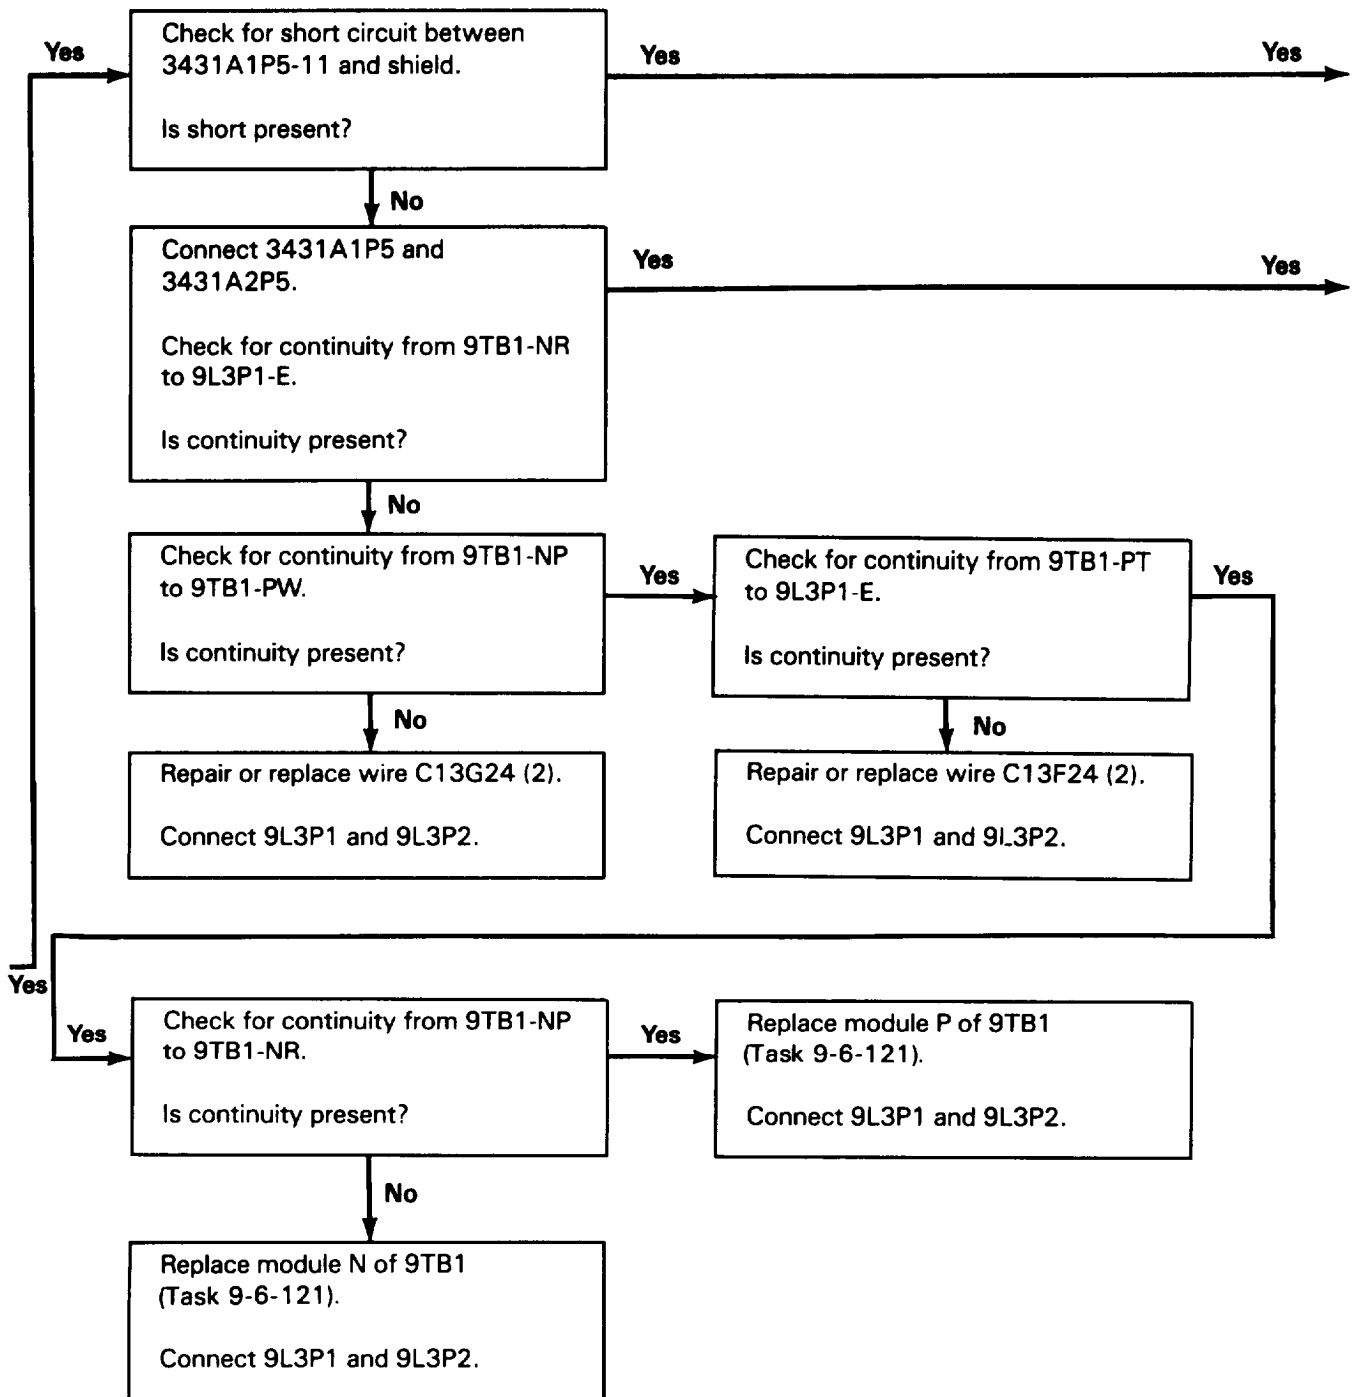 Yes
Check for short circuit between
3431A1P5-11 and shield.
Is short present?
Yes
Yes
No
Connect 3431A1P5 and
3431A2P5.
Check for continuity from 9TB1-NR
to 9L3P1-E.
Is continuity present?
Yes
Yes
No
Check for continuity from 9TB1-NP
to 9TB1-PW.
Is continuity present?
Yes
Check for continuity from 9TB1-PT
to 9L3P1-E.
Is continuity present?
Yes
No
No
Repair or replace wire C13G24 (2).
Connect 9L3P1 and 9L3P2.
Repair or replace wire C13F24 (2).
Connect 9L3P1 and 9L3P2.
Yes
Yes
Check for continuity from 9TB1-NP
to 9TB1-NR.
Is continuity present?
Yes
Replace module P of 9TB1
(Task 9-6-121).
Connect 9L3P1 and 9L3P2.
No
Replace module N of 9TB1
(Task 9-6-121).
Connect 9L3P1 and 9L3P2.